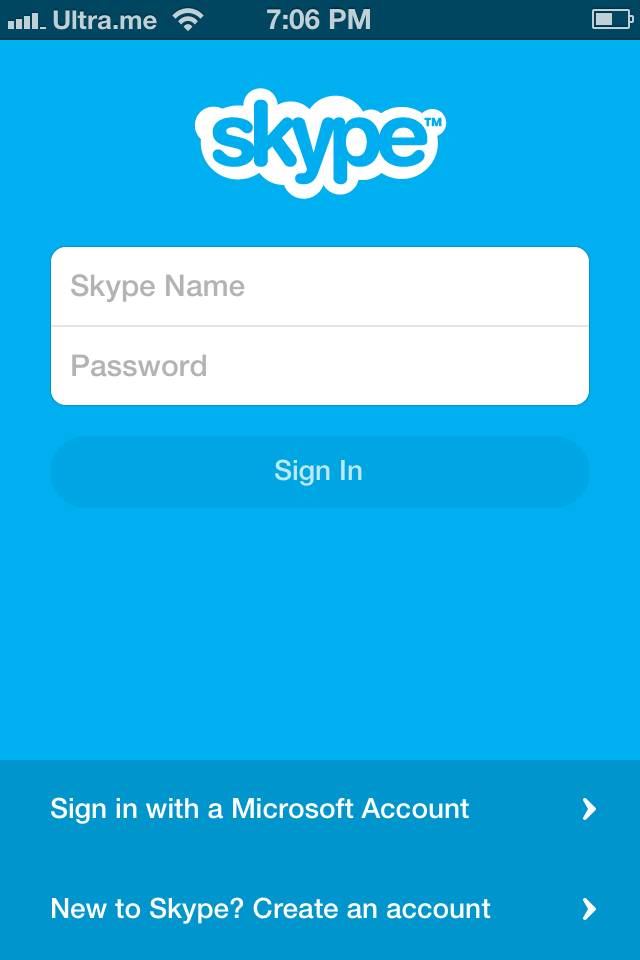 Ultra.me 7:06 PM
skype™
Skype Name
Password
Sign In
Sign in with a Microsoft Account
New to Skype? Create an account